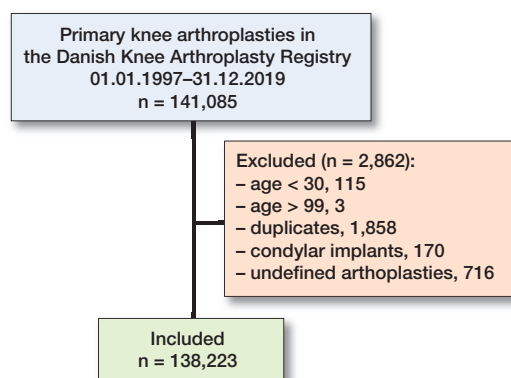 Primary knee arthroplasties in
the Danish Knee Arthroplasty Registry
01.01.1997–31.12.2019
n = 141,085
Excluded (n = 2,862):
– age < 30, 115
– age > 99, 3
– duplicates, 1,858
– condylar implants, 170
– undefined arthoplasties, 716
Included
n = 138,223